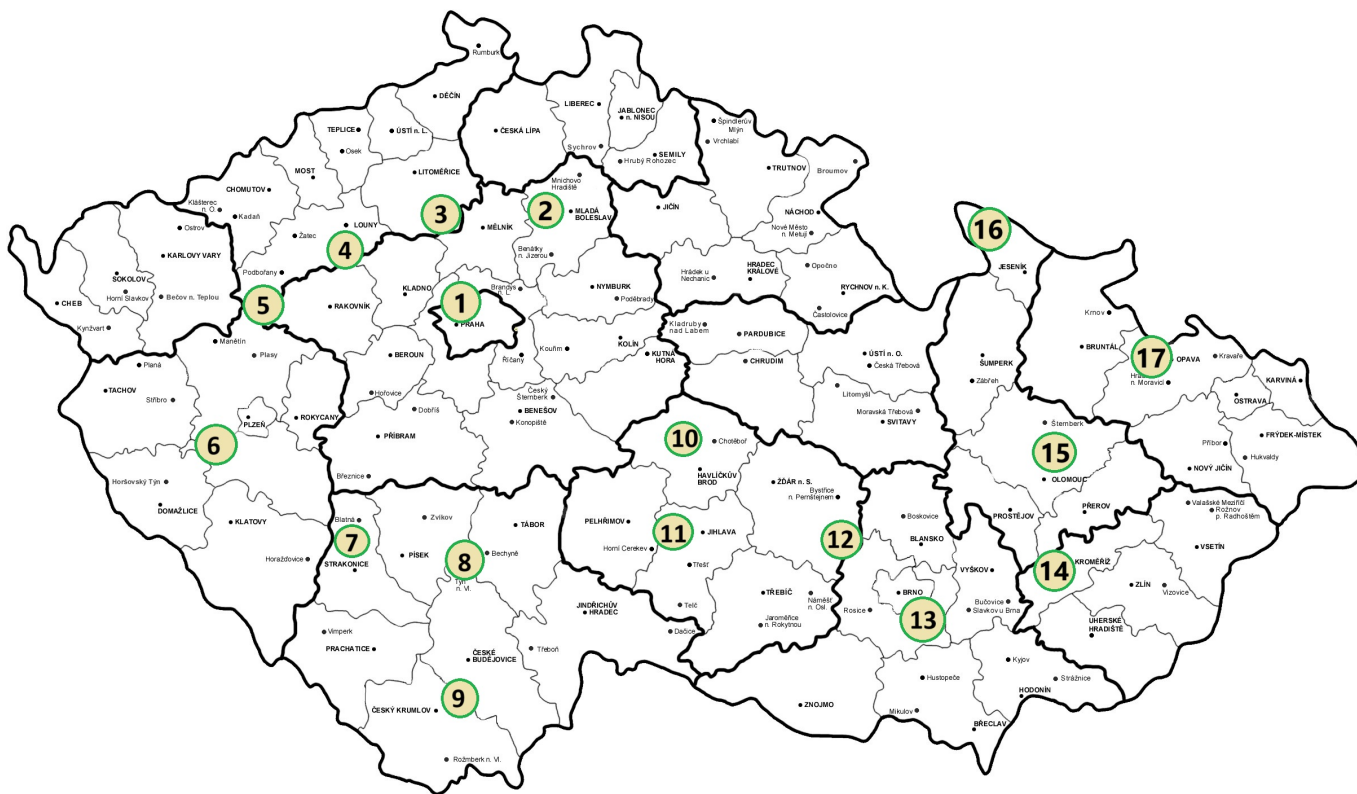 Rumburk
DĚČÍN
LIBEREC
JABLONEC
n. NISOU
Špindlerův
Mlýn
Vrchlabí
TEPLICE
ÚSTÍ n. L.
ČESKÁ LÍPA
Osek
Sychrov
SEMILY
Hrubý Rohozec
TRUTNOV
Broumov
MOST
LITOMĚŘICE
Mnichovo
Hradiště
CHOMUTOV
Klášterec
n. O.
Kadaň
3
2
MLADÁ
BOLESLAV
JIČÍN
NÁCHOD
Nové Město
n. Metují
16
Ostrov
LOUNY
Žatec
4
MĚLNÍK
Benátky
n. Jizerou
KARLOVY VARY
Podbořany
HRADEC
KRÁLOVÉ
Hrádek u
Nechanic
Opočno
JESENÍK
SOKOLOV
Horní Slavkov
Bečov n. Teplou
CHEB
5
KLADNO
RAKOVNÍK
1
Brandýs
n. L.
NYMBURK
Poděbrady
RYCHNOV n. K.
Častolovice
Krnov
Kynžvart
PRAHA
Kladruby
nad Labem
PARDUBICE
Manětín
Plasy
BEROUN
Říčany
Kouřim
KOLÍN
KUTNÁ
HORA
CHRUDIM
ÚSTÍ n. O.
Česká Třebová
ŠUMPERK
Zábřeh
BRUNTÁL
17
OPAVA
Kravaře
n. Moravicí
Planá
TACHOV
Stříbro
Hořovice
Dobříš
Český
Šternberk
BENEŠOV
Konopiště
Litomyšl
Moravská Třebová
SVITAVY
KARVINÁ
OSTRAVA
PLZEŇ
ROKYCANY
6
PŘÍBRAM
10
Chotěboř
Šternberk
15
OLOMOUC
Příbor
FRÝDEK-MÍSTEK
Hukvaldy
NOVÝ JIČÍN
Březnice
HAVLÍČKŮV
BROD
ŽĎÁR n. S.
Bystřice
n. Pernštejnem
Horšovský Týn
DOMAŽLICE
KLATOVY
Blatná
Zvíkov
TÁBOR
PELHŘIMOV
11
JIHLAVA
12
Boskovice
BLANSKO
PROSTĚJOV
PŘEROV
Valašské Meziříčí
Rožnov
p. Radhoštěm
7
PÍSEK
8
Bechyně
Horní Cerekev
VSETÍN
Horažďovice
STRAKONICE
Týn
n. Vl.
Třešť
VYŠKOV
14
KROMĚŘÍŽ
ZLÍN
Vizovice
JINDŘICHŮV
HRADEC
Telč
TŘEBÍČ
Náměšť
n. Osl.
BRNO
Rosice
13
Bučovice
Slavkov u Brna
Jaroměřice
n. Rokytnou
UHERSKÉ
HRADIŠTĚ
Vimperk
PRACHATICE
Dačice
Třeboň
ČESKÉ
BUDĚJOVICE
Kyjov
Strážnice
HODONÍN
Hustopeče
9
ČESKÝ KRUMLOV
ZNOJMO
Mikulov
BŘECLAV
Rožmberk n. Vl.